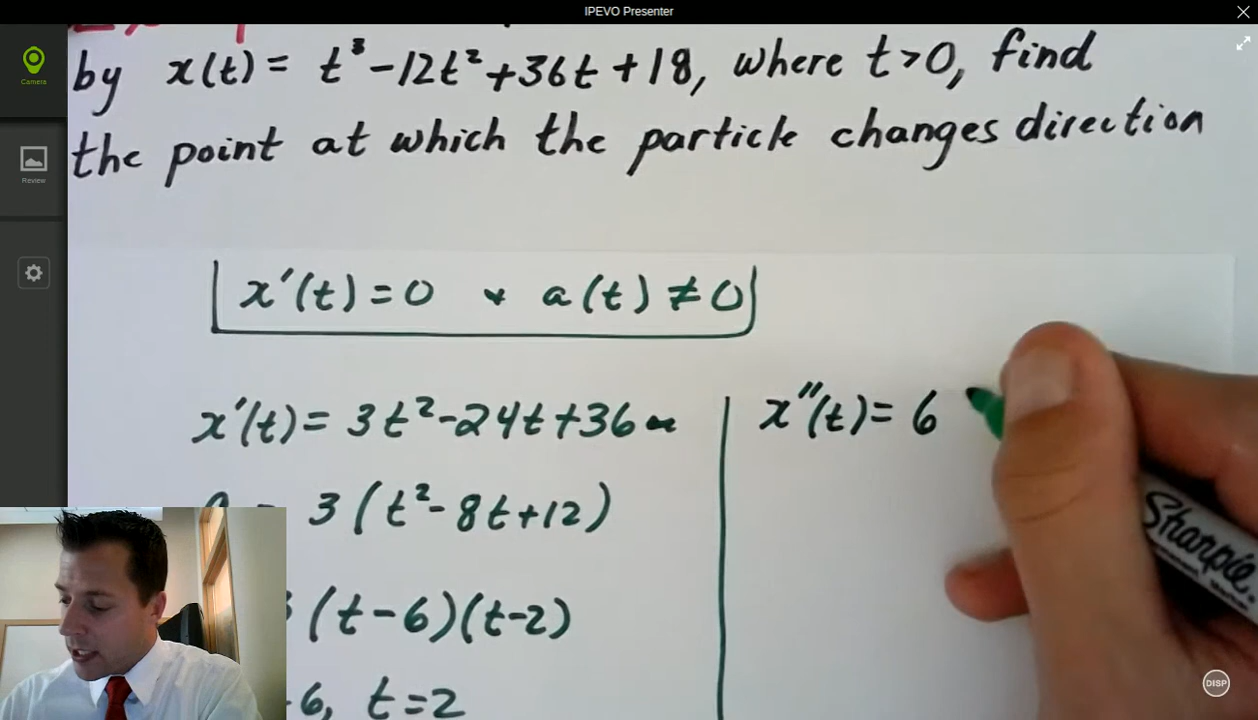 IPEVO Presenter
by x(t) = t³-12t²+36t+18, where t>0, find
Camera
the point at which the particle changes direction
Review
x'(t)=0 & a(t)≠0
x'(t)= 3t²-24t+36
x''(t)= 6
= 3(t²-8t+12)
Sharpie
(t-6)(t-2)
6, t=2
DISP